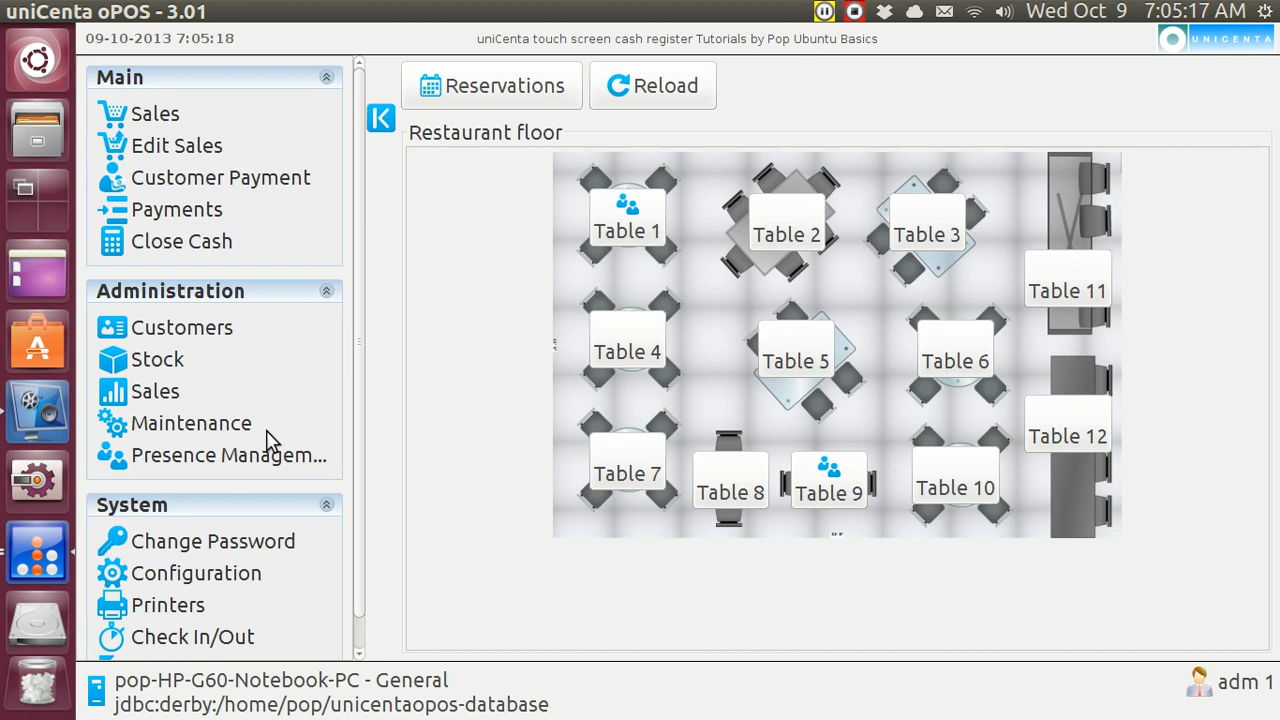 uniCenta oPOS - 3.01
Wed Oct 9 7:05:17 AM
09-10-2013 7:05:18
uniCenta touch screen cash register Tutorials by Pop Ubuntu Basics
UNICENTA
Main
Sales
Edit Sales
Customer Payment
Payments
Close Cash
Administration
Customers
Stock
Sales
Maintenance
Presence Managem...
System
Change Password
Configuration
Printers
Check In/Out
Reservations
Reload
Restaurant floor
Table 1
Table 2
Table 3
Table 11
Table 4
Table 5
Table 6
Table 12
Table 7
Table 8
Table 9
Table 10
pop-HP-G60-Notebook-PC - General
jdbc:derby:/home/pop/unicentaopos-database
adm 1